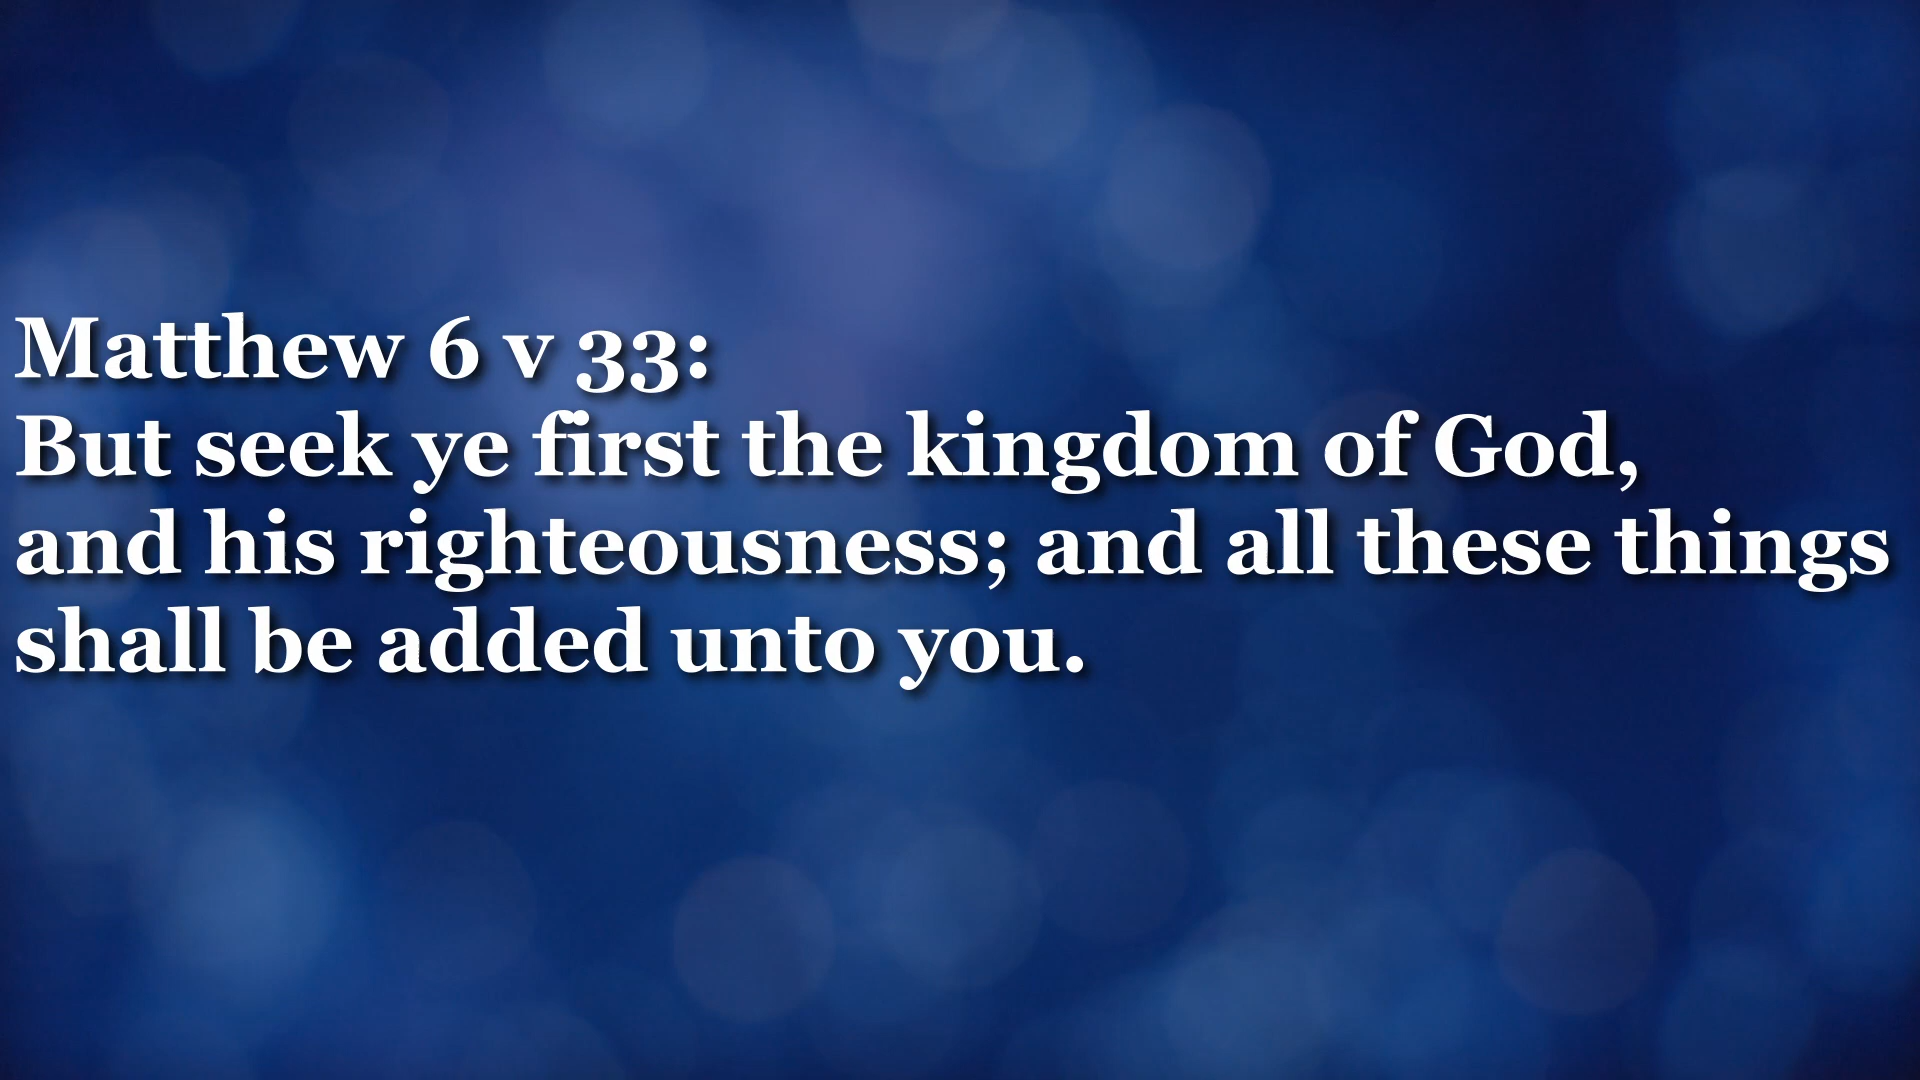 Matthew 6 v 33:
But seek ye first the kingdom of God,
and his righteousness; and all these things
shall be added unto you.